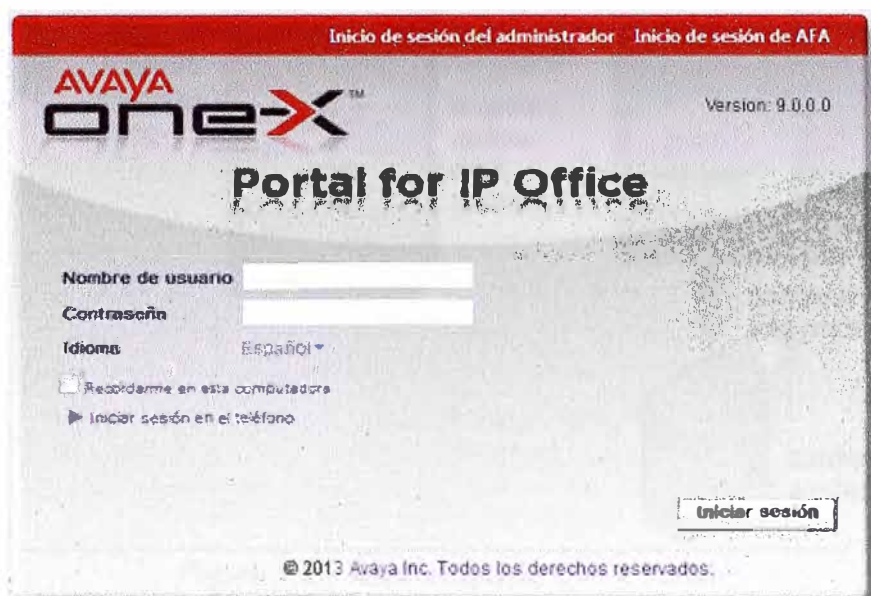 Inicio de sesión del administrador Inicio de sesión de AFA
AVAYA
one-X™
Version: 9.0.0.0
Portal for IP Office
Nombre de usuario
Contraseña
Idioma Español
Recordarme en esta computadora
Iniciar sesión en el teléfono
Iniciar sesión
© 2013 Avaya Inc. Todos los derechos reservados.